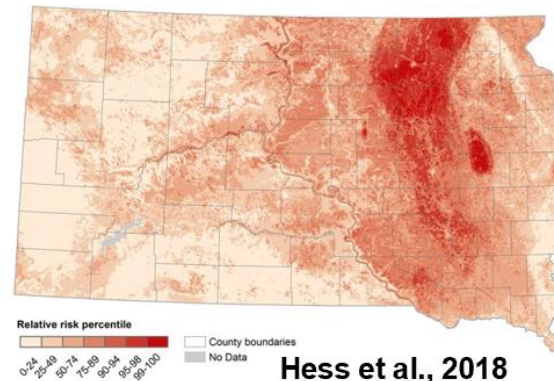 Relative risk percentile
0-24 25-49 50-74 75-89 90-94 95-98 99-100
County boundaries
No Data
Hess et al., 2018